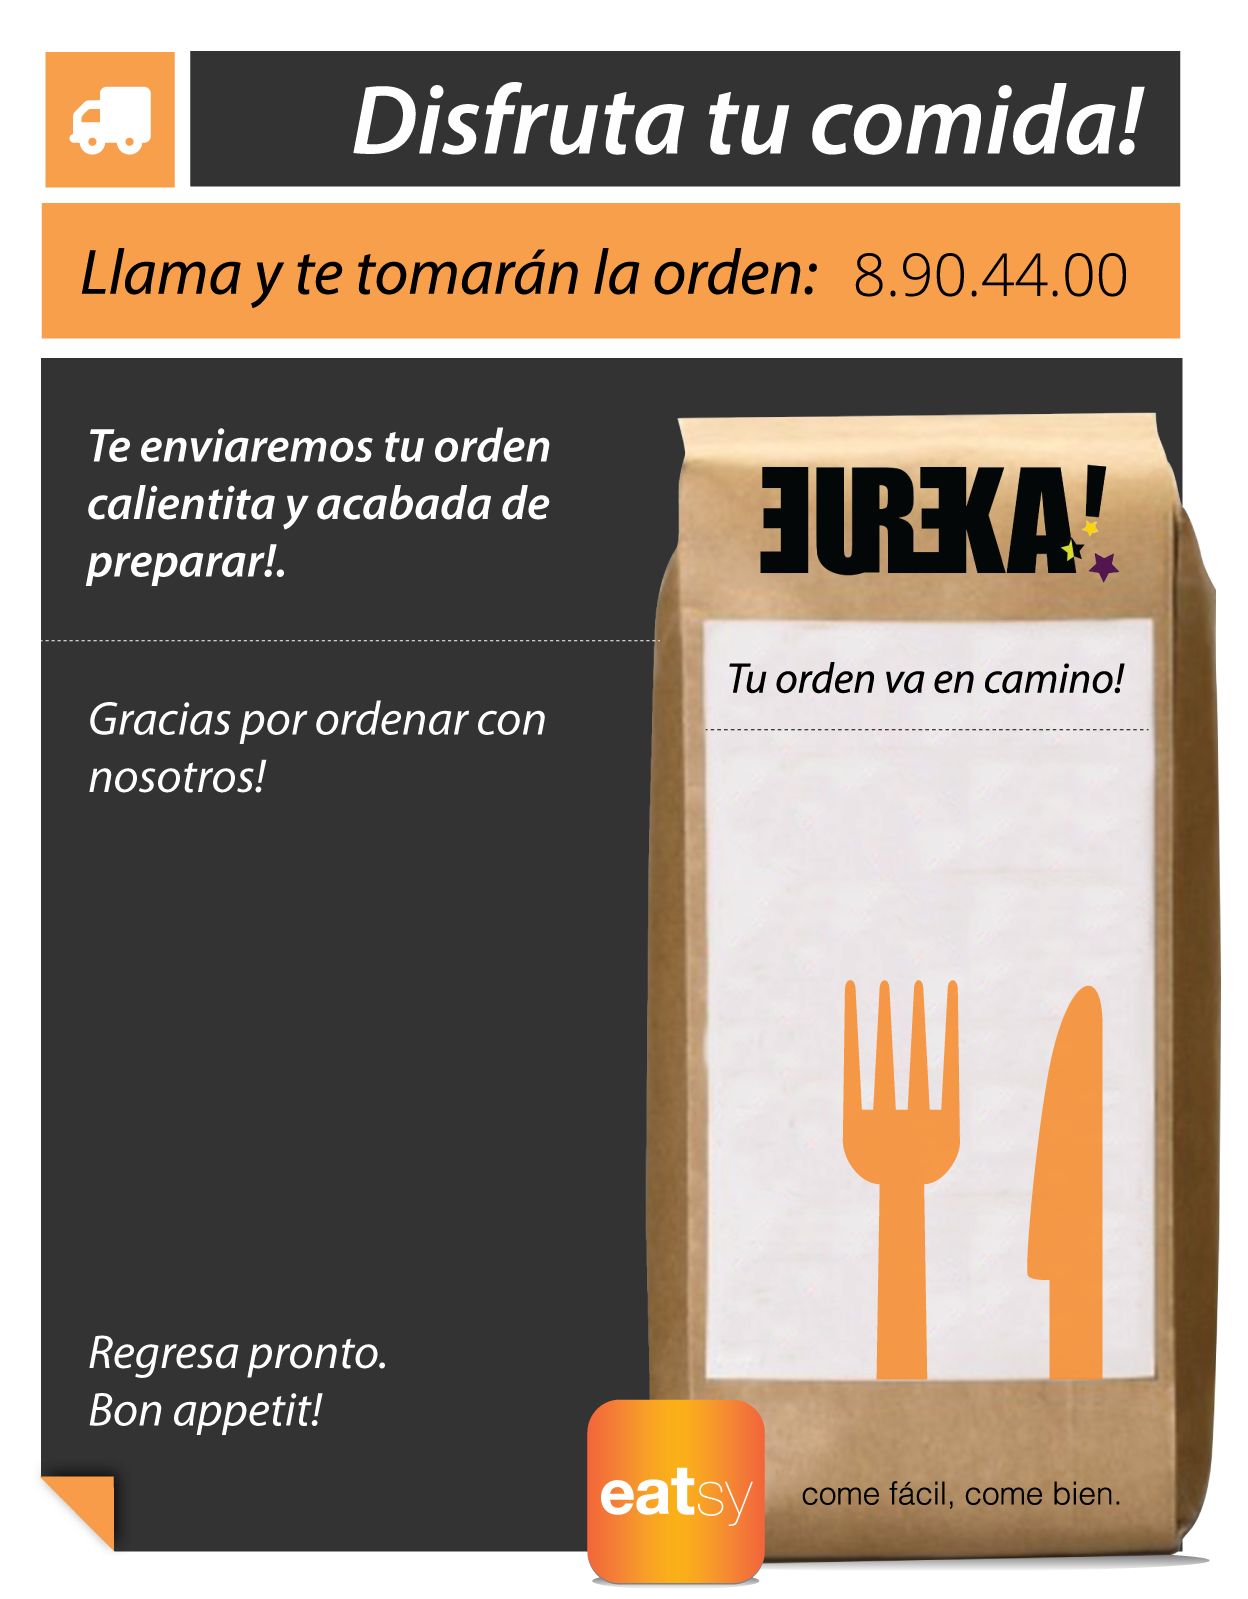 Disfruta tu comida!
Llama y te tomarán la orden: 8.90.44.00
Te enviaremos tu orden
calientita y acabada de
preparar!.
Gracias por ordenar con
nosotros!
Regresa pronto.
Bon appetit!
EUREKA!
Tu orden va en camino!
eatsy
come fácil, come bien.